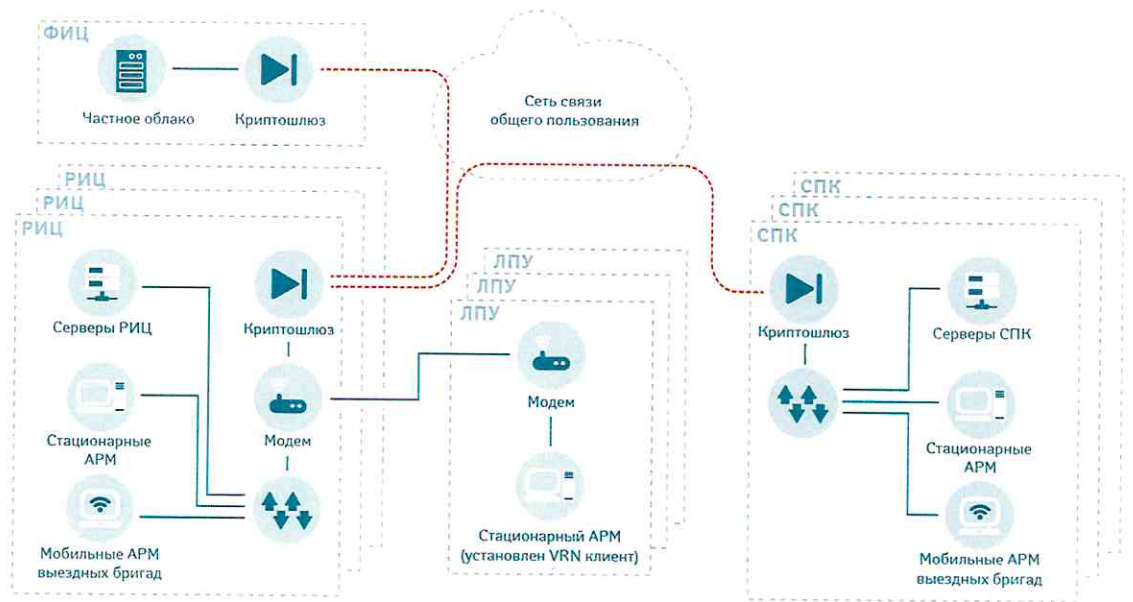 ФИЦ
Частное облако
Криптошлюз
Сеть связи
общего пользования
РИЦ
РИЦ
РИЦ
Серверы РИЦ
Криптошлюз
Стационарные
АРМ
Модем
Мобильные АРМ
выездных бригад
ЛПУ
ЛПУ
ЛПУ
Модем
Стационарный АРМ
(установлен VRN клиент)
СПК
СПК
СПК
Криптошлюз
Серверы СПК
Стационарные
АРМ
Мобильные АРМ
выездных бригад